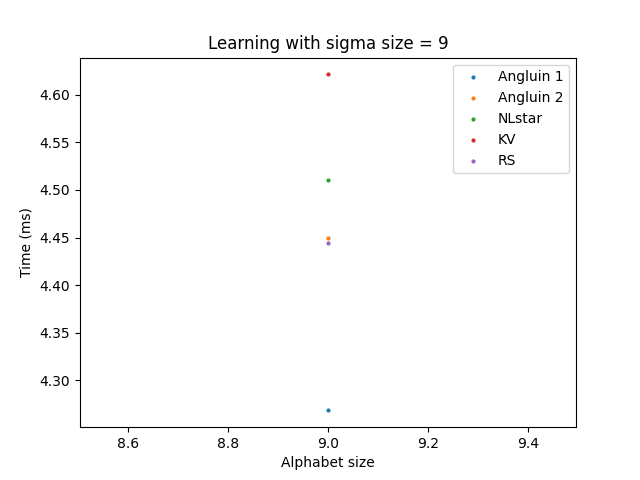 Learning with sigma size = 9
Time (ms)
4.60
4.55
4.50
4.45
4.40
4.35
4.30
Angluin 1
Angluin 2
NLstar
KV
RS
8.6 8.8 9.0 9.2 9.4
Alphabet size